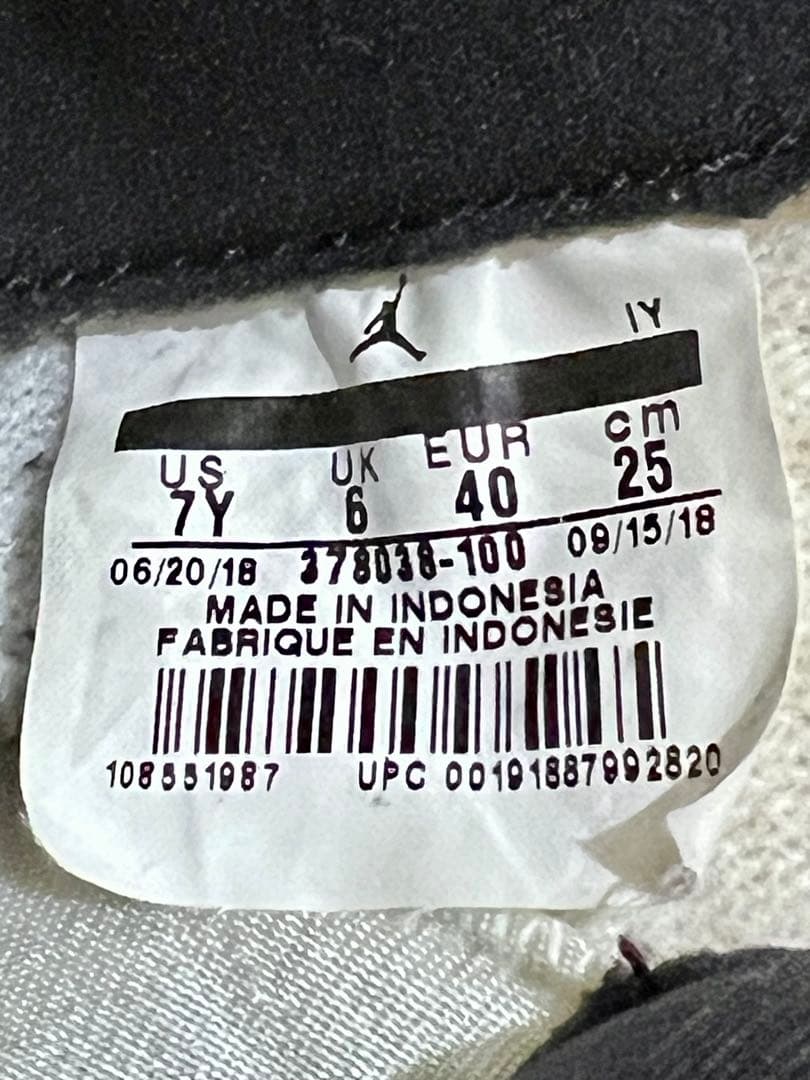 IY
US UK EUR cm
7Y 6 40 25
06/20/18 378038-100 09/15/18
MADE IN INDONESIA
FABRIQUE EN INDONESIE
108551987 UPC 00191887992820